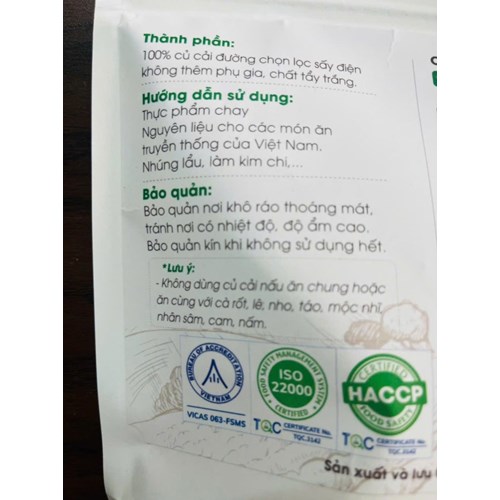 Thành phần:
100% củ cải đường chọn lọc sấy điện
không thêm phụ gia, chất tẩy trắng.
Hướng dẫn sử dụng:
Thực phẩm chay
Nguyên liệu cho các món ăn
truyền thống của Việt Nam.
Nhúng lẩu, làm kim chi,...
Bảo quản:
Bảo quản nơi khô ráo thoáng mát,
tránh nơi có nhiệt độ, độ ẩm cao.
Bảo quản kín khi không sử dụng hết.
*Lưu ý:
- Không dùng củ cải nấu ăn chung hoặc
ăn cùng với cà rốt, lê, nho, táo, mộc nhĩ,
nhân sâm, cam, nấm.
BUREAU OF ACCREDITATION
VIETNAM
VICAS 063-FSMS
FOOD SAFETY MANAGEMENT SYSTEM
ISO
22000
CERTIFIED
TQC CERTIFICATE No.
TQC.3142
CERTIFIED
HACCP
FOOD SAFETY
TQC CERTIFICATE No.
TQC.3142
Sản xuất và lưu